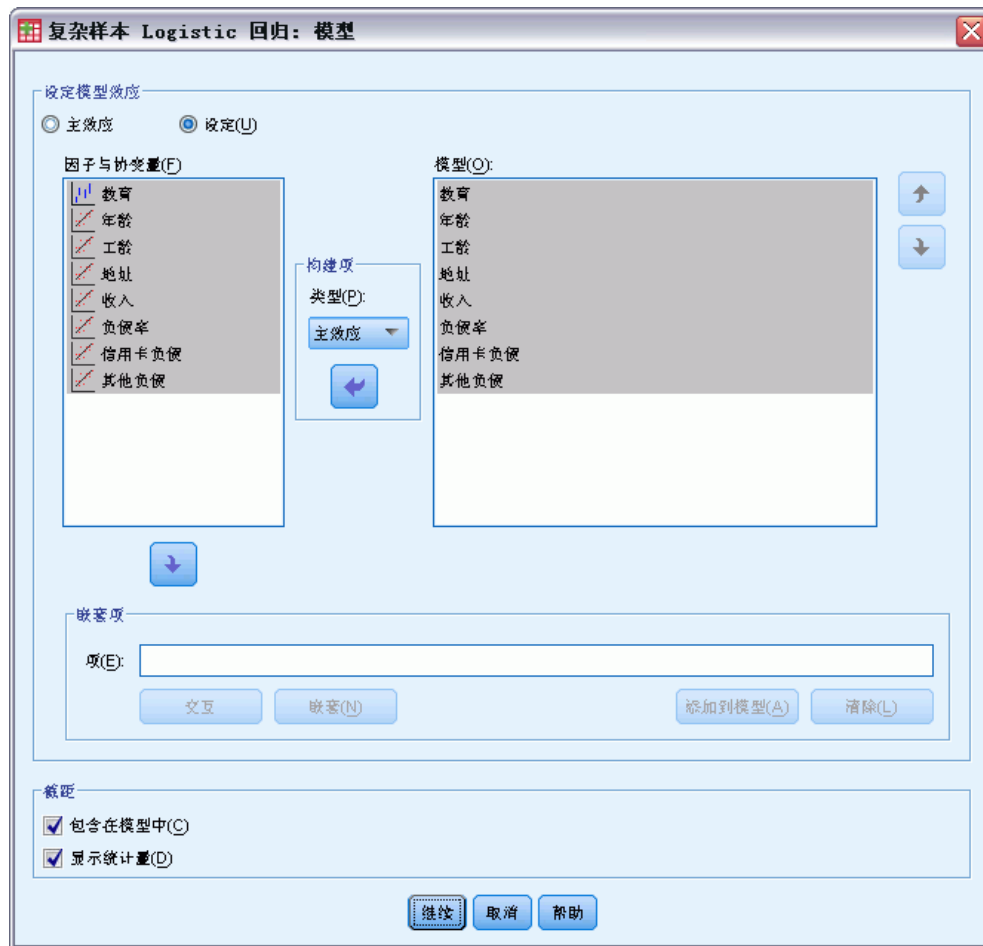 复杂样本 Logistic 回归: 模型
设定模型效应
主效应
设定(U)
因子与协变量(F)
教育
年龄
工龄
地址
收入
负债率
信用卡负债
其他负债
构建项
类型(P):
主效应
模型(O):
教育
年龄
工龄
地址
收入
负债率
信用卡负债
其他负债
嵌套项
项(E):
交互
嵌套(N)
添加到模型(A)
清除(L)
截距
包含在模型中(C)
显示统计量(D)
继续
取消
帮助